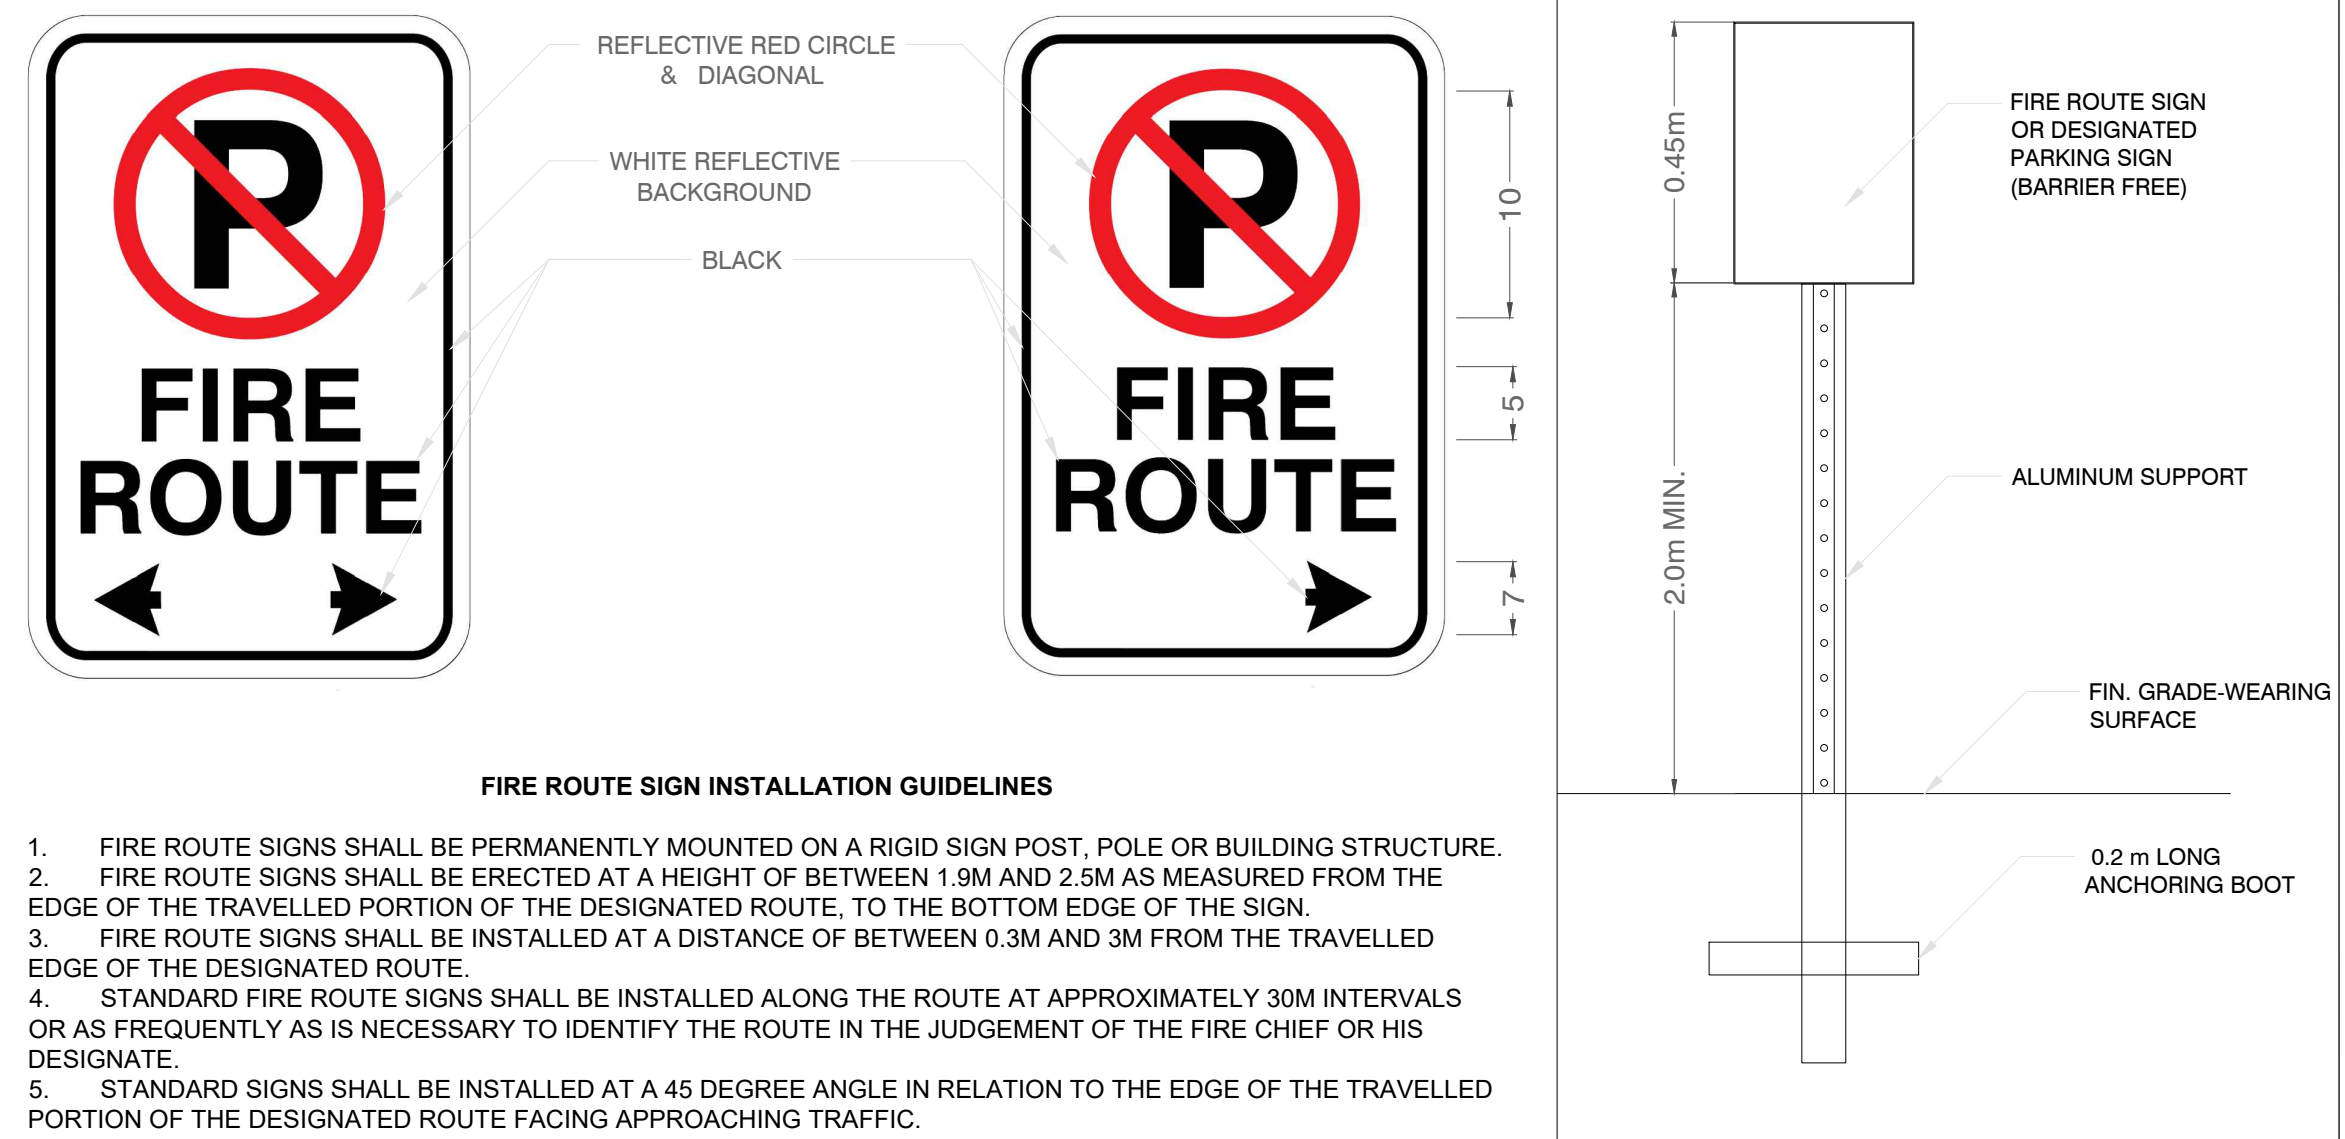 P
FIRE
ROUTE
REFLECTIVE RED CIRCLE
& DIAGONAL
WHITE REFLECTIVE
BACKGROUND
BLACK
P
FIRE
ROUTE
10
5
7
FIRE ROUTE SIGN INSTALLATION GUIDELINES
1. FIRE ROUTE SIGNS SHALL BE PERMANENTLY MOUNTED ON A RIGID SIGN POST, POLE OR BUILDING STRUCTURE.
2. FIRE ROUTE SIGNS SHALL BE ERECTED AT A HEIGHT OF BETWEEN 1.9M AND 2.5M AS MEASURED FROM THE
EDGE OF THE TRAVELLED PORTION OF THE DESIGNATED ROUTE, TO THE BOTTOM EDGE OF THE SIGN.
3. FIRE ROUTE SIGNS SHALL BE INSTALLED AT A DISTANCE OF BETWEEN 0.3M AND 3M FROM THE TRAVELLED
EDGE OF THE DESIGNATED ROUTE.
4. STANDARD FIRE ROUTE SIGNS SHALL BE INSTALLED ALONG THE ROUTE AT APPROXIMATELY 30M INTERVALS
OR AS FREQUENTLY AS IS NECESSARY TO IDENTIFY THE ROUTE IN THE JUDGEMENT OF THE FIRE CHIEF OR HIS
DESIGNATE.
5. STANDARD SIGNS SHALL BE INSTALLED AT A 45 DEGREE ANGLE IN RELATION TO THE EDGE OF THE TRAVELLED
PORTION OF THE DESIGNATED ROUTE FACING APPROACHING TRAFFIC.
0.45m
2.0m MIN.
FIRE ROUTE SIGN
OR DESIGNATED
PARKING SIGN
(BARRIER FREE)
ALUMINUM SUPPORT
FIN. GRADE-WEARING
SURFACE
0.2 m LONG
ANCHORING BOOT